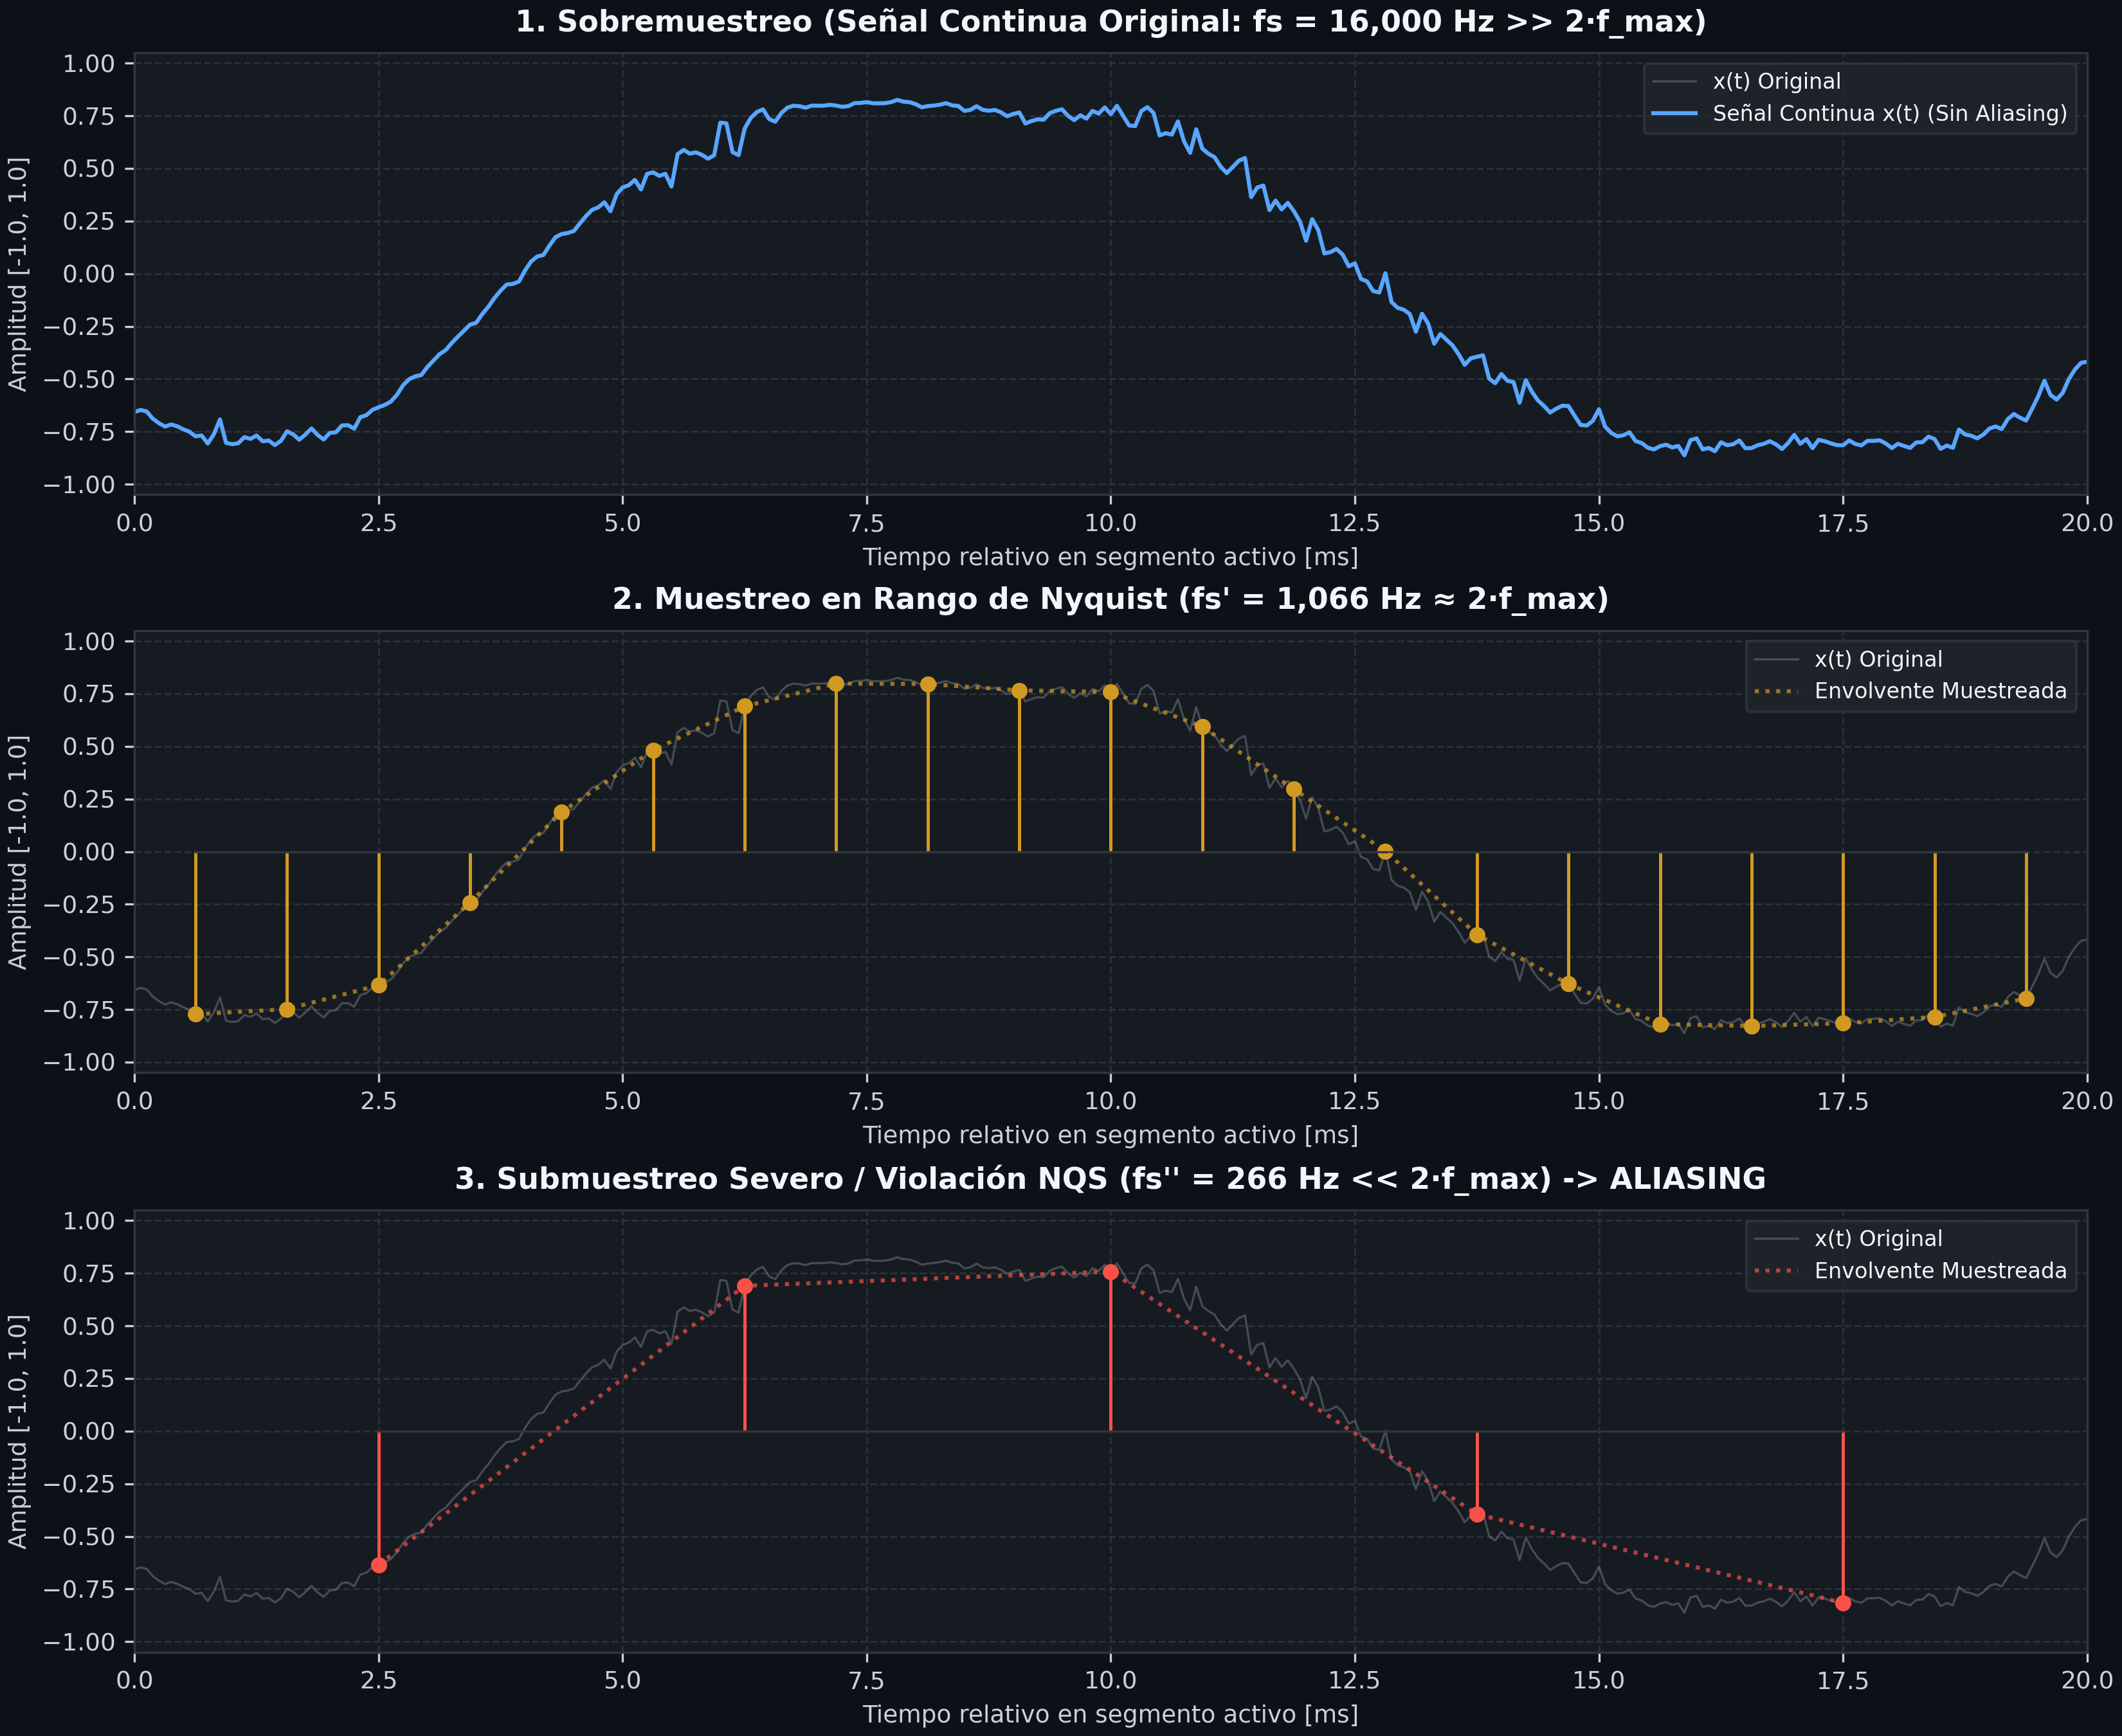 1. Sobremuestreo (Señal Continua Original: fs = 16,000 Hz >> 2·f_max)
1.00
0.75
0.50
0.25
0.00
−0.25
−0.50
−0.75
−1.00
Amplitud [-1.0, 1.0]
x(t) Original
Señal Continua x(t) (Sin Aliasing)
0.0 2.5 5.0 7.5 10.0 12.5 15.0 17.5 20.0
Tiempo relativo en segmento activo [ms]
2. Muestreo en Rango de Nyquist (fs' = 1,066 Hz ≈ 2·f_max)
1.00
0.75
0.50
0.25
0.00
−0.25
−0.50
−0.75
−1.00
Amplitud [-1.0, 1.0]
x(t) Original
Envolvente Muestreada
0.0 2.5 5.0 7.5 10.0 12.5 15.0 17.5 20.0
Tiempo relativo en segmento activo [ms]
3. Submuestreo Severo / Violación NQS (fs'' = 266 Hz << 2·f_max) -> ALIASING
1.00
0.75
0.50
0.25
0.00
−0.25
−0.50
−0.75
−1.00
Amplitud [-1.0, 1.0]
x(t) Original
Envolvente Muestreada
0.0 2.5 5.0 7.5 10.0 12.5 15.0 17.5 20.0
Tiempo relativo en segmento activo [ms]